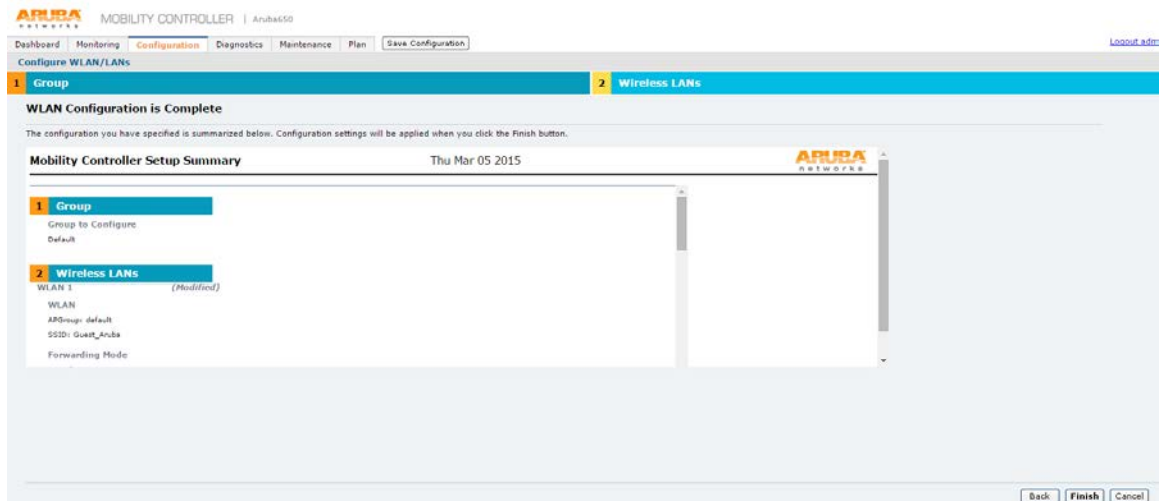 ARUBA networks MOBILITY CONTROLLER | Aruba650
Dashboard Monitoring Configuration Diagnostics Maintenance Plan Save Configuration
Logout adm
Configure WLAN/LANs
1 Group 2 Wireless LANs
WLAN Configuration is Complete
The configuration you have specified is summarized below. Configuration settings will be applied when you click the Finish button.
Mobility Controller Setup Summary Thu Mar 05 2015 ARUBA networks
1 Group
Group to Configure
Default
2 Wireless LANs
WLAN 1 (Modified)
WLAN
APGroup: default
SSID: Guest_Aruba
Forwarding Mode
Back Finish Cancel